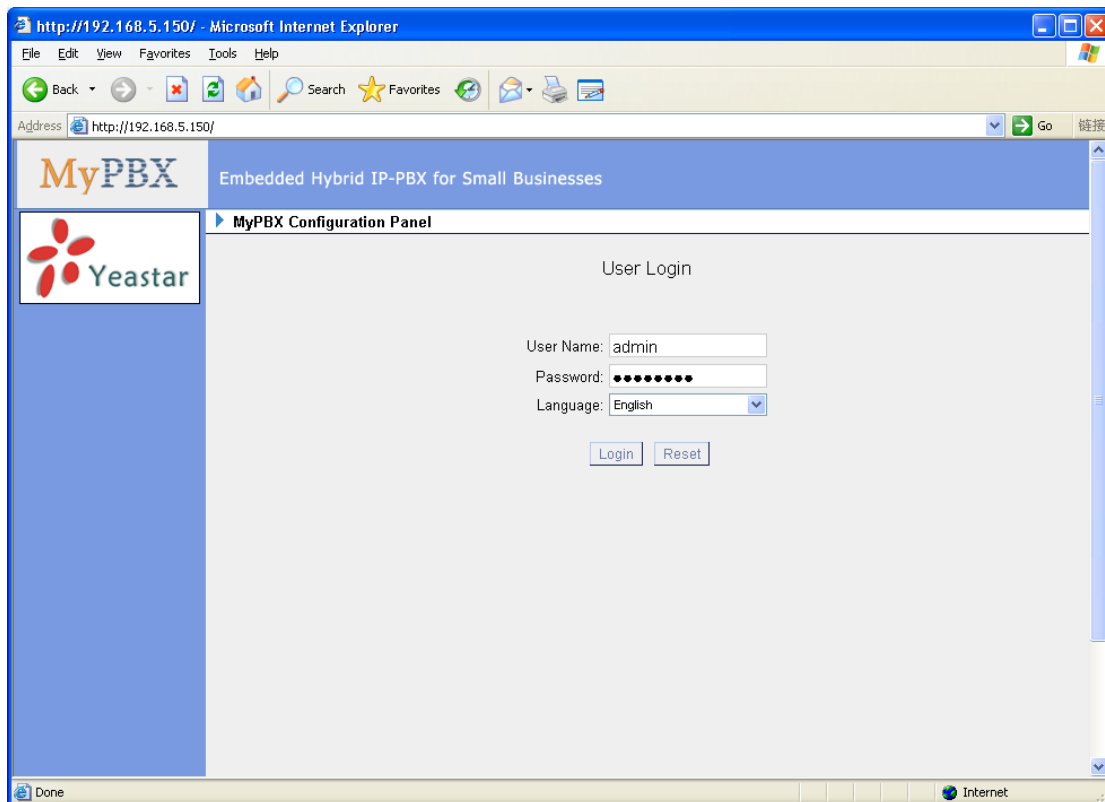 http://192.168.5.150/ - Microsoft Internet Explorer
File Edit View Favorites Tools Help
Back Search Favorites
Address http://192.168.5.150/ Go 链接
MyPBX Embedded Hybrid IP-PBX for Small Businesses
Yeastar
MyPBX Configuration Panel
User Login
User Name: admin
Password: ●●●●●●●●
Language: English
Login Reset
Done Internet